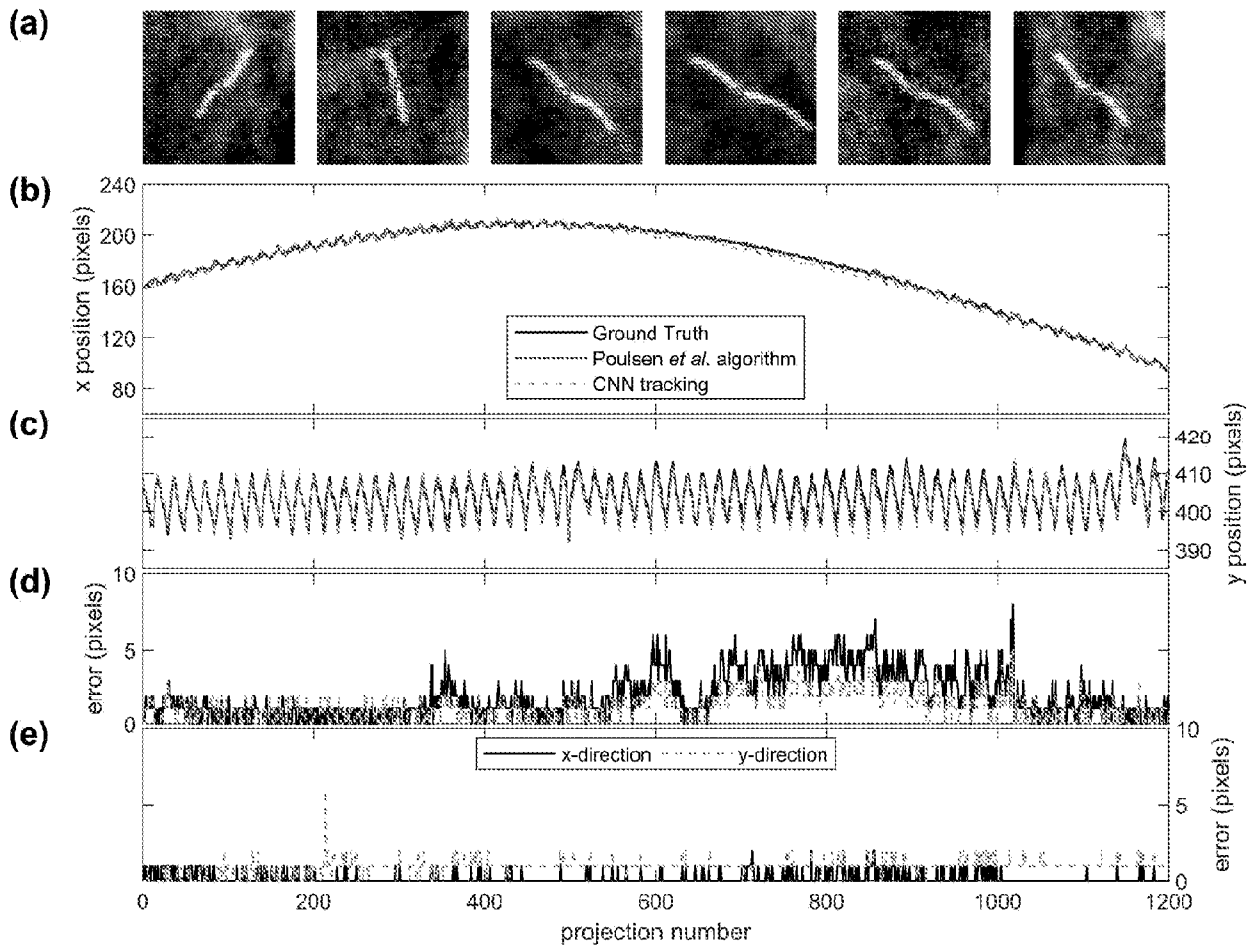 (a)
(b)
240
200
160
120
80
x position (pixels)
Ground Truth
Poulsen et al. algorithm
CNN tracking
(c)
420
410
400
390
y position (pixels)
(d)
10
5
0
error (pixels)
(e)
x-direction
y-direction
10
5
0
error (pixels)
0
200
400
600
800
1000
1200
projection number